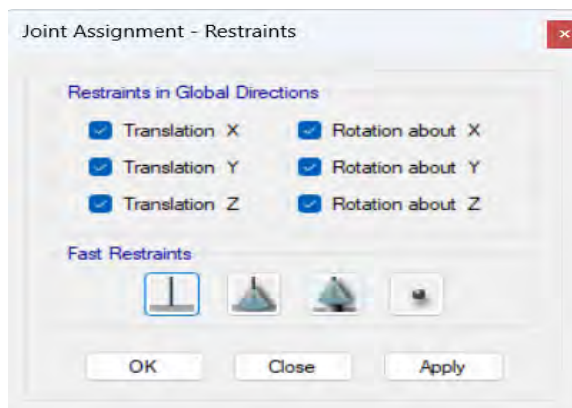 Joint Assignment - Restraints
Restraints in Global Directions
Translation X
Rotation about X
Translation Y
Rotation about Y
Translation Z
Rotation about Z
Fast Restraints
OK
Close
Apply